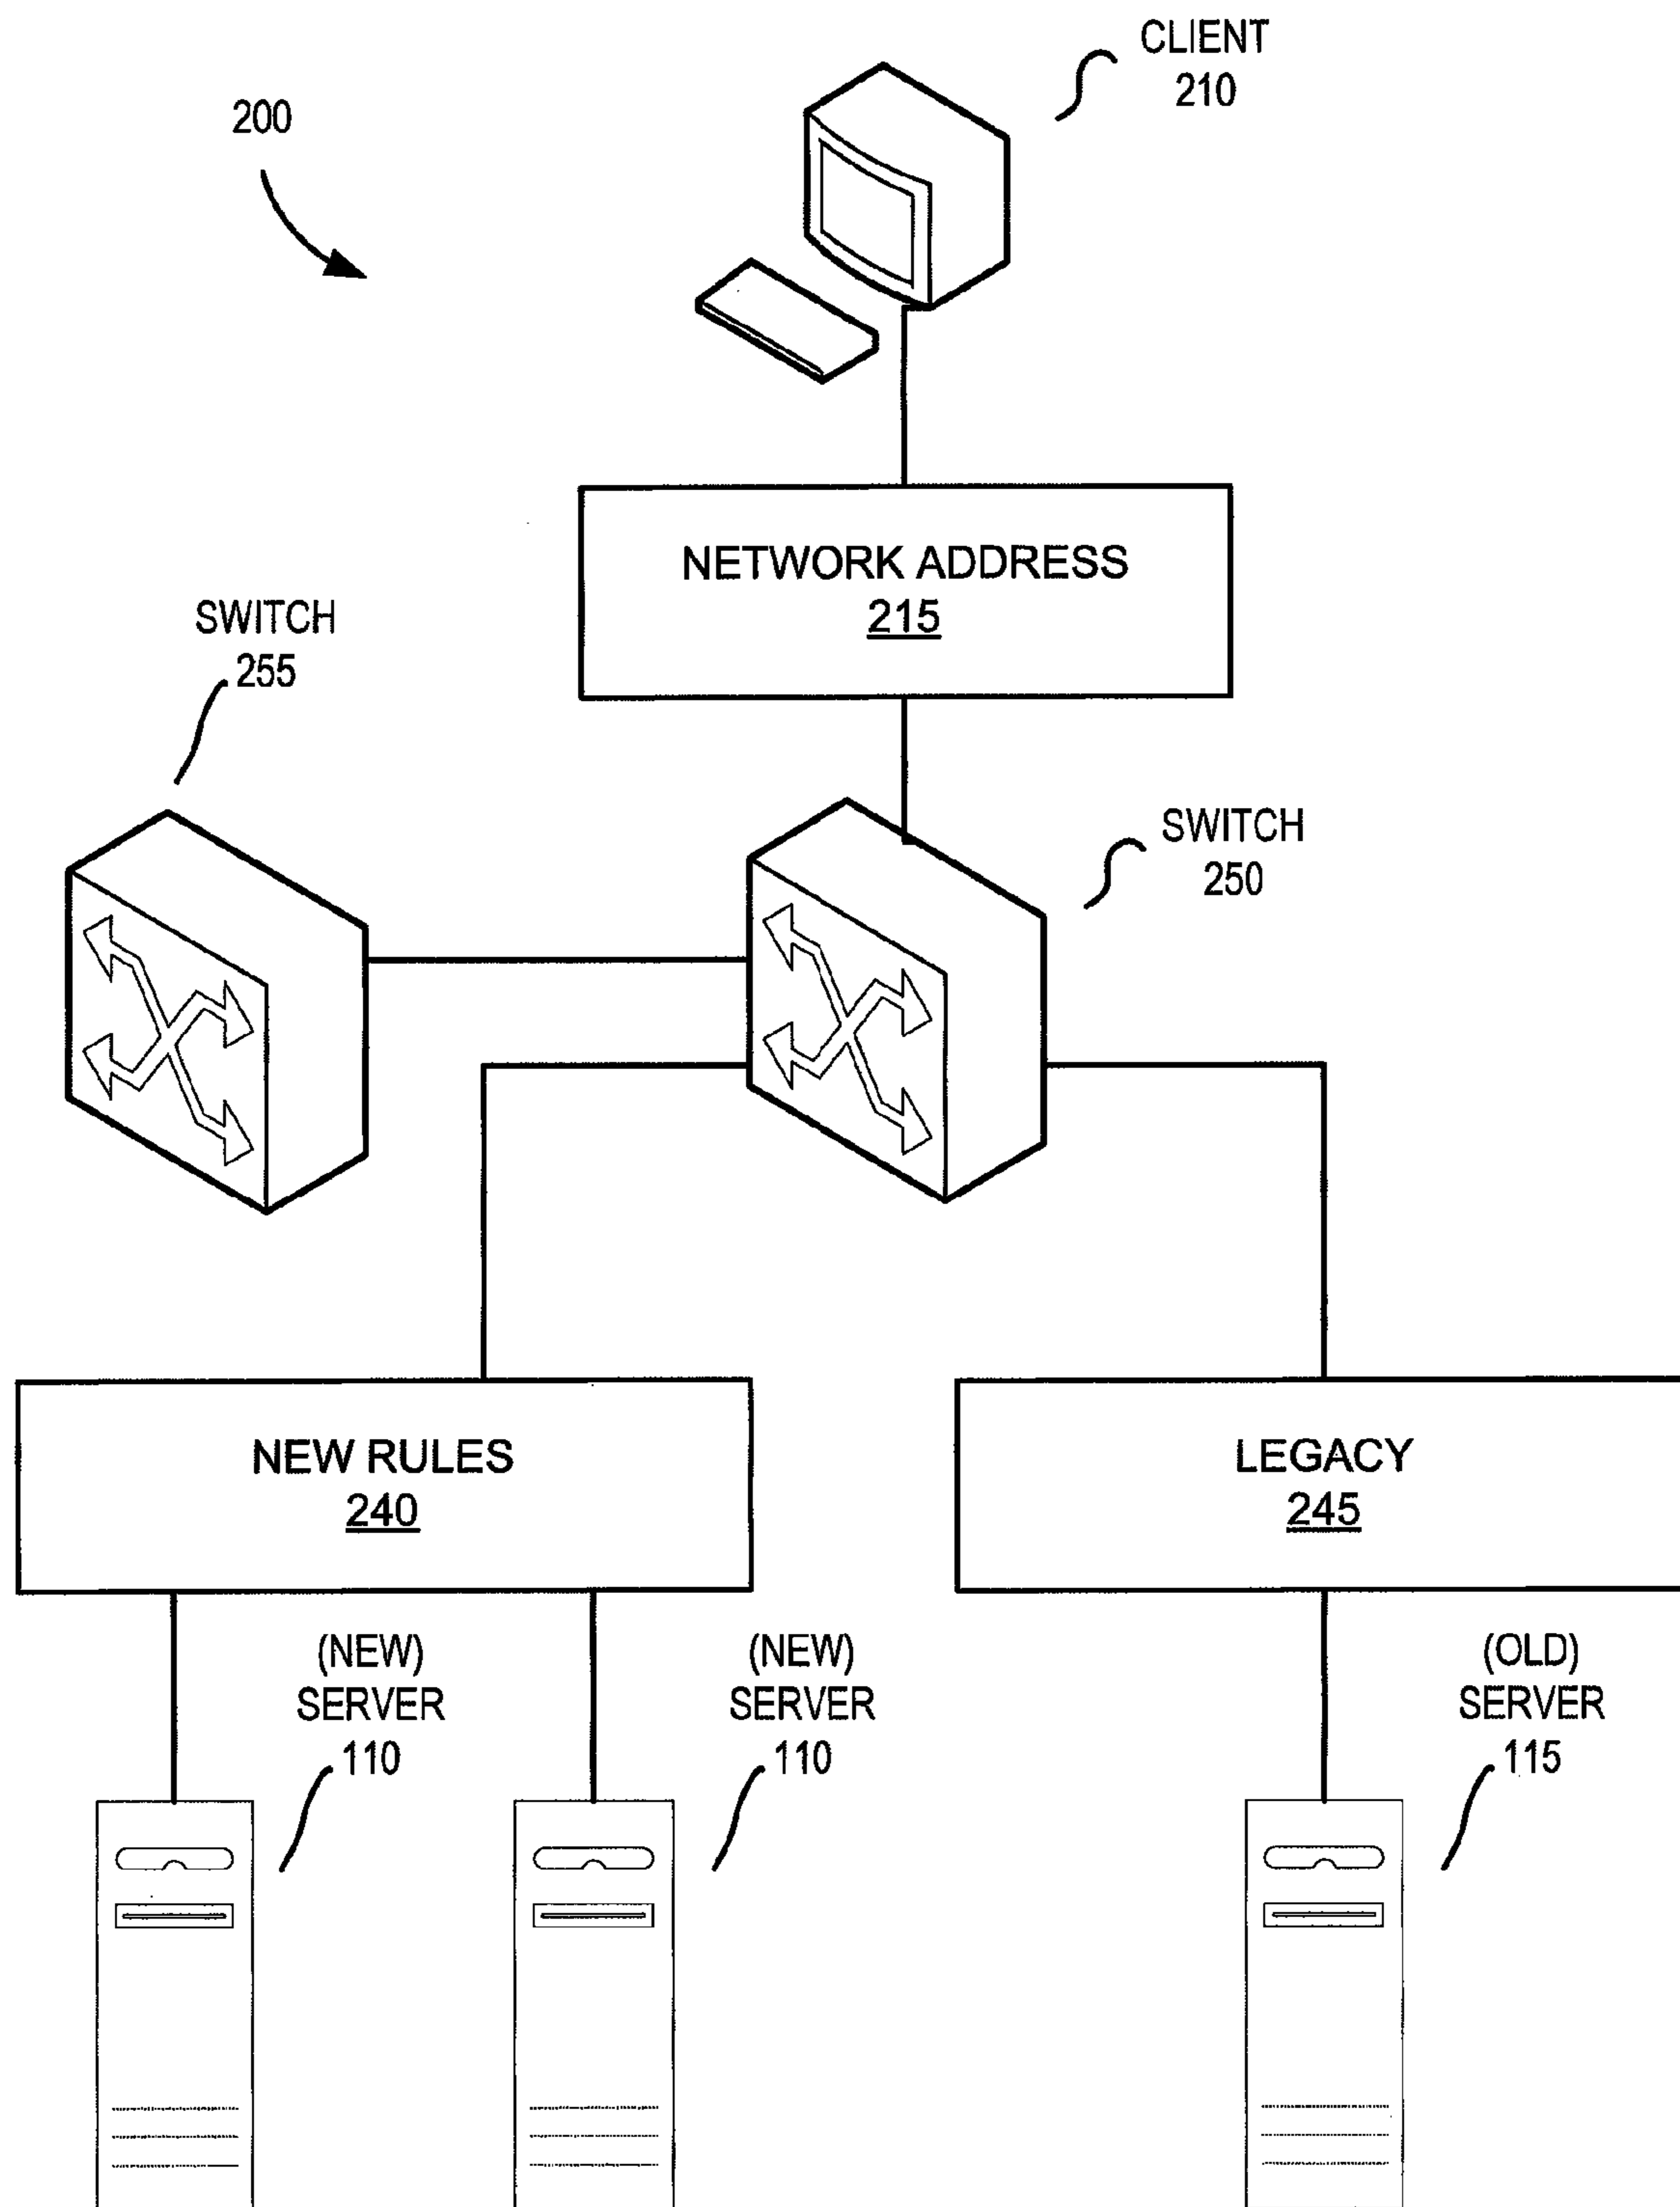 CLIENT
210
200
NETWORK ADDRESS
215
SWITCH
255
SWITCH
250
NEW RULES
240
LEGACY
245
(NEW)
SERVER
110
(NEW)
SERVER
110
(OLD)
SERVER
115